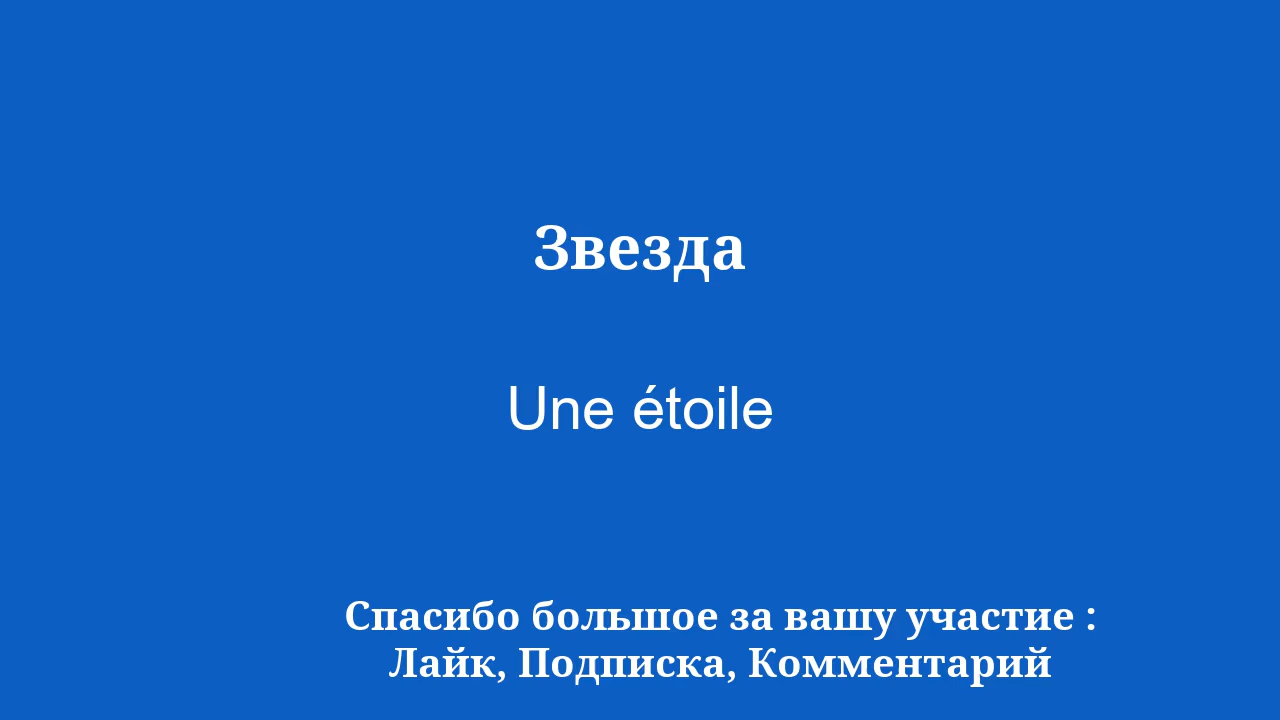 Звезда
Une étoile
Спасибо большое за вашу участие :
Лайк, Подписка, Комментарий